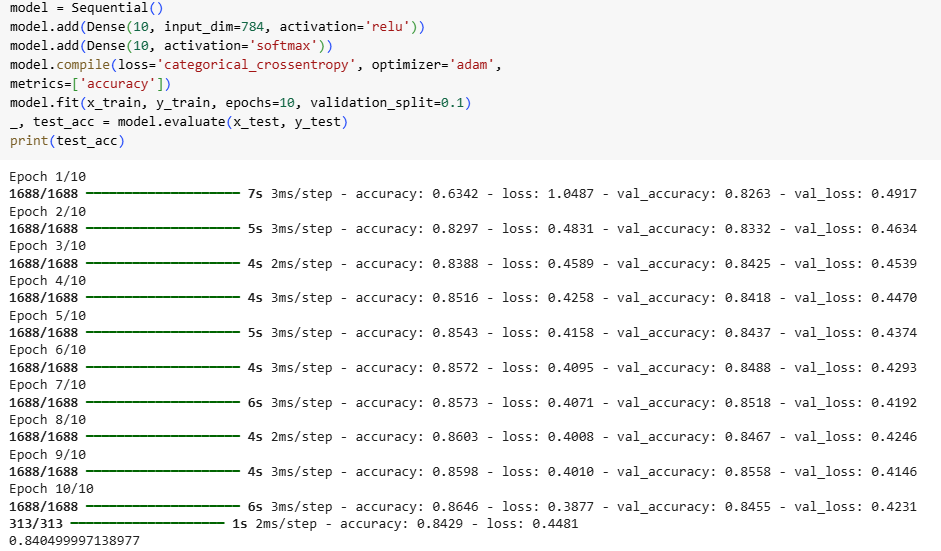 model = Sequential()
model.add(Dense(10, input_dim=784, activation='relu'))
model.add(Dense(10, activation='softmax'))
model.compile(loss='categorical_crossentropy', optimizer='adam',
metrics=['accuracy'])
model.fit(x_train, y_train, epochs=10, validation_split=0.1)
_, test_acc = model.evaluate(x_test, y_test)
print(test_acc)
Epoch 1/10
1688/1688 7s 3ms/step - accuracy: 0.6342 - loss: 1.0487 - val_accuracy: 0.8263 - val_loss: 0.4917
Epoch 2/10
1688/1688 5s 3ms/step - accuracy: 0.8297 - loss: 0.4831 - val_accuracy: 0.8332 - val_loss: 0.4634
Epoch 3/10
1688/1688 4s 2ms/step - accuracy: 0.8388 - loss: 0.4589 - val_accuracy: 0.8425 - val_loss: 0.4539
Epoch 4/10
1688/1688 4s 3ms/step - accuracy: 0.8516 - loss: 0.4258 - val_accuracy: 0.8418 - val_loss: 0.4470
Epoch 5/10
1688/1688 5s 3ms/step - accuracy: 0.8543 - loss: 0.4158 - val_accuracy: 0.8437 - val_loss: 0.4374
Epoch 6/10
1688/1688 4s 3ms/step - accuracy: 0.8572 - loss: 0.4095 - val_accuracy: 0.8488 - val_loss: 0.4293
Epoch 7/10
1688/1688 6s 3ms/step - accuracy: 0.8573 - loss: 0.4071 - val_accuracy: 0.8518 - val_loss: 0.4192
Epoch 8/10
1688/1688 4s 2ms/step - accuracy: 0.8603 - loss: 0.4008 - val_accuracy: 0.8467 - val_loss: 0.4246
Epoch 9/10
1688/1688 4s 3ms/step - accuracy: 0.8598 - loss: 0.4010 - val_accuracy: 0.8558 - val_loss: 0.4146
Epoch 10/10
1688/1688 6s 3ms/step - accuracy: 0.8646 - loss: 0.3877 - val_accuracy: 0.8455 - val_loss: 0.4231
313/313 1s 2ms/step - accuracy: 0.8429 - loss: 0.4481
0.840499997138977